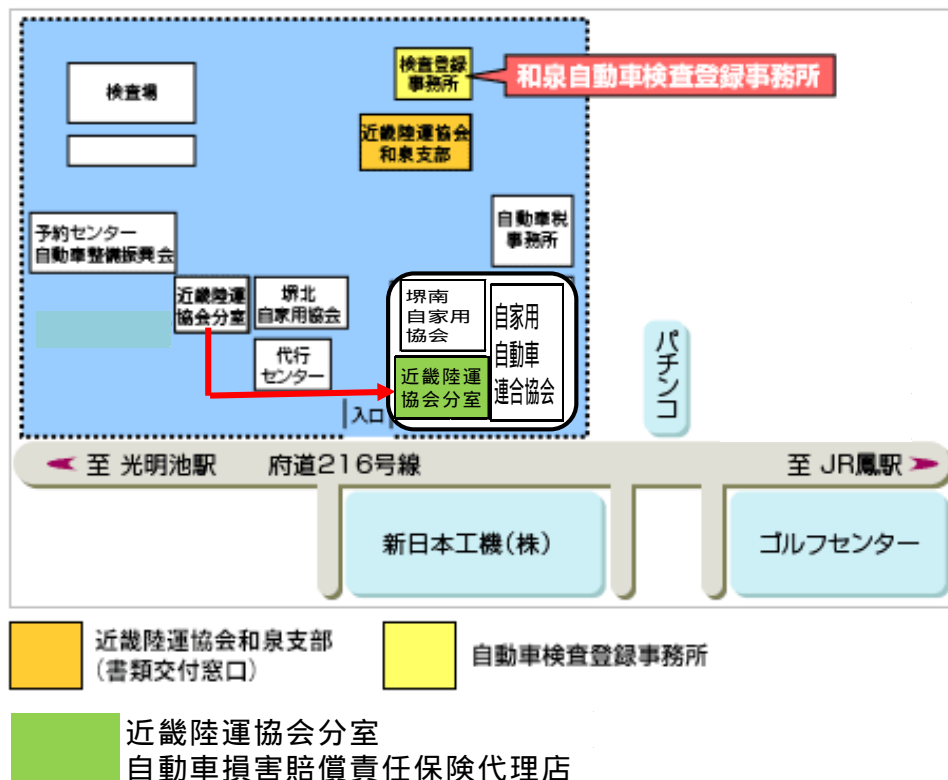 検査登録
事務所
和泉自動車検査登録事務所
検査場
近畿陸運協会
和泉支部
自動車税
事務所
予約センター
自動車整備振興会
近畿陸運
協会分室
堺北
自家用協会
堺南
自家用
協会
自家用
自動車
連合協会
代行
センター
近畿陸運
協会分室
パチンコ
入口
至 光明池駅
府道216号線
至 JR鳳駅
新日本工機(株)
ゴルフセンター
近畿陸運協会和泉支部
(書類交付窓口)
自動車検査登録事務所
近畿陸運協会分室
自動車損害賠償責任保険代理店